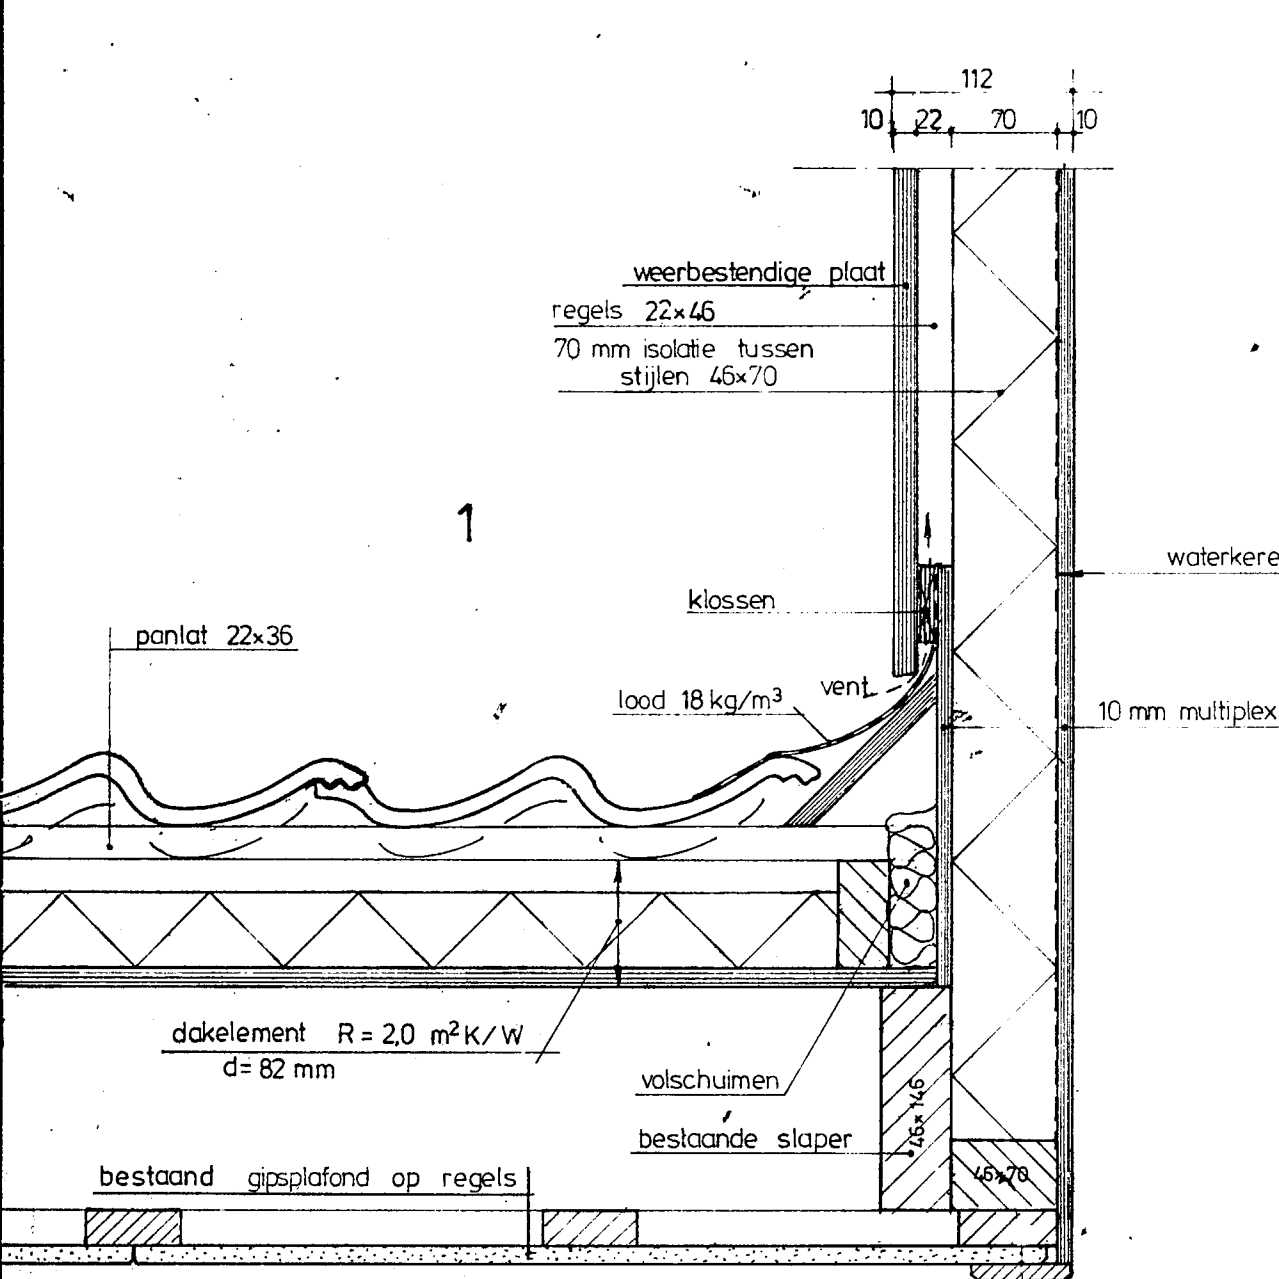 112
10 22 70 10
weerbestendige plaat
regels 22×46
70 mm isolatie tussen
stijlen 46×70
1
waterkere
klossen
panlat 22×36
vent
lood 18 kg/m³
10 mm multiplex
dakelement R = 2,0 m²K/W
d= 82 mm
volschuimen
46×146
bestaande slaper
46×70
bestaand gipsplafond op regels